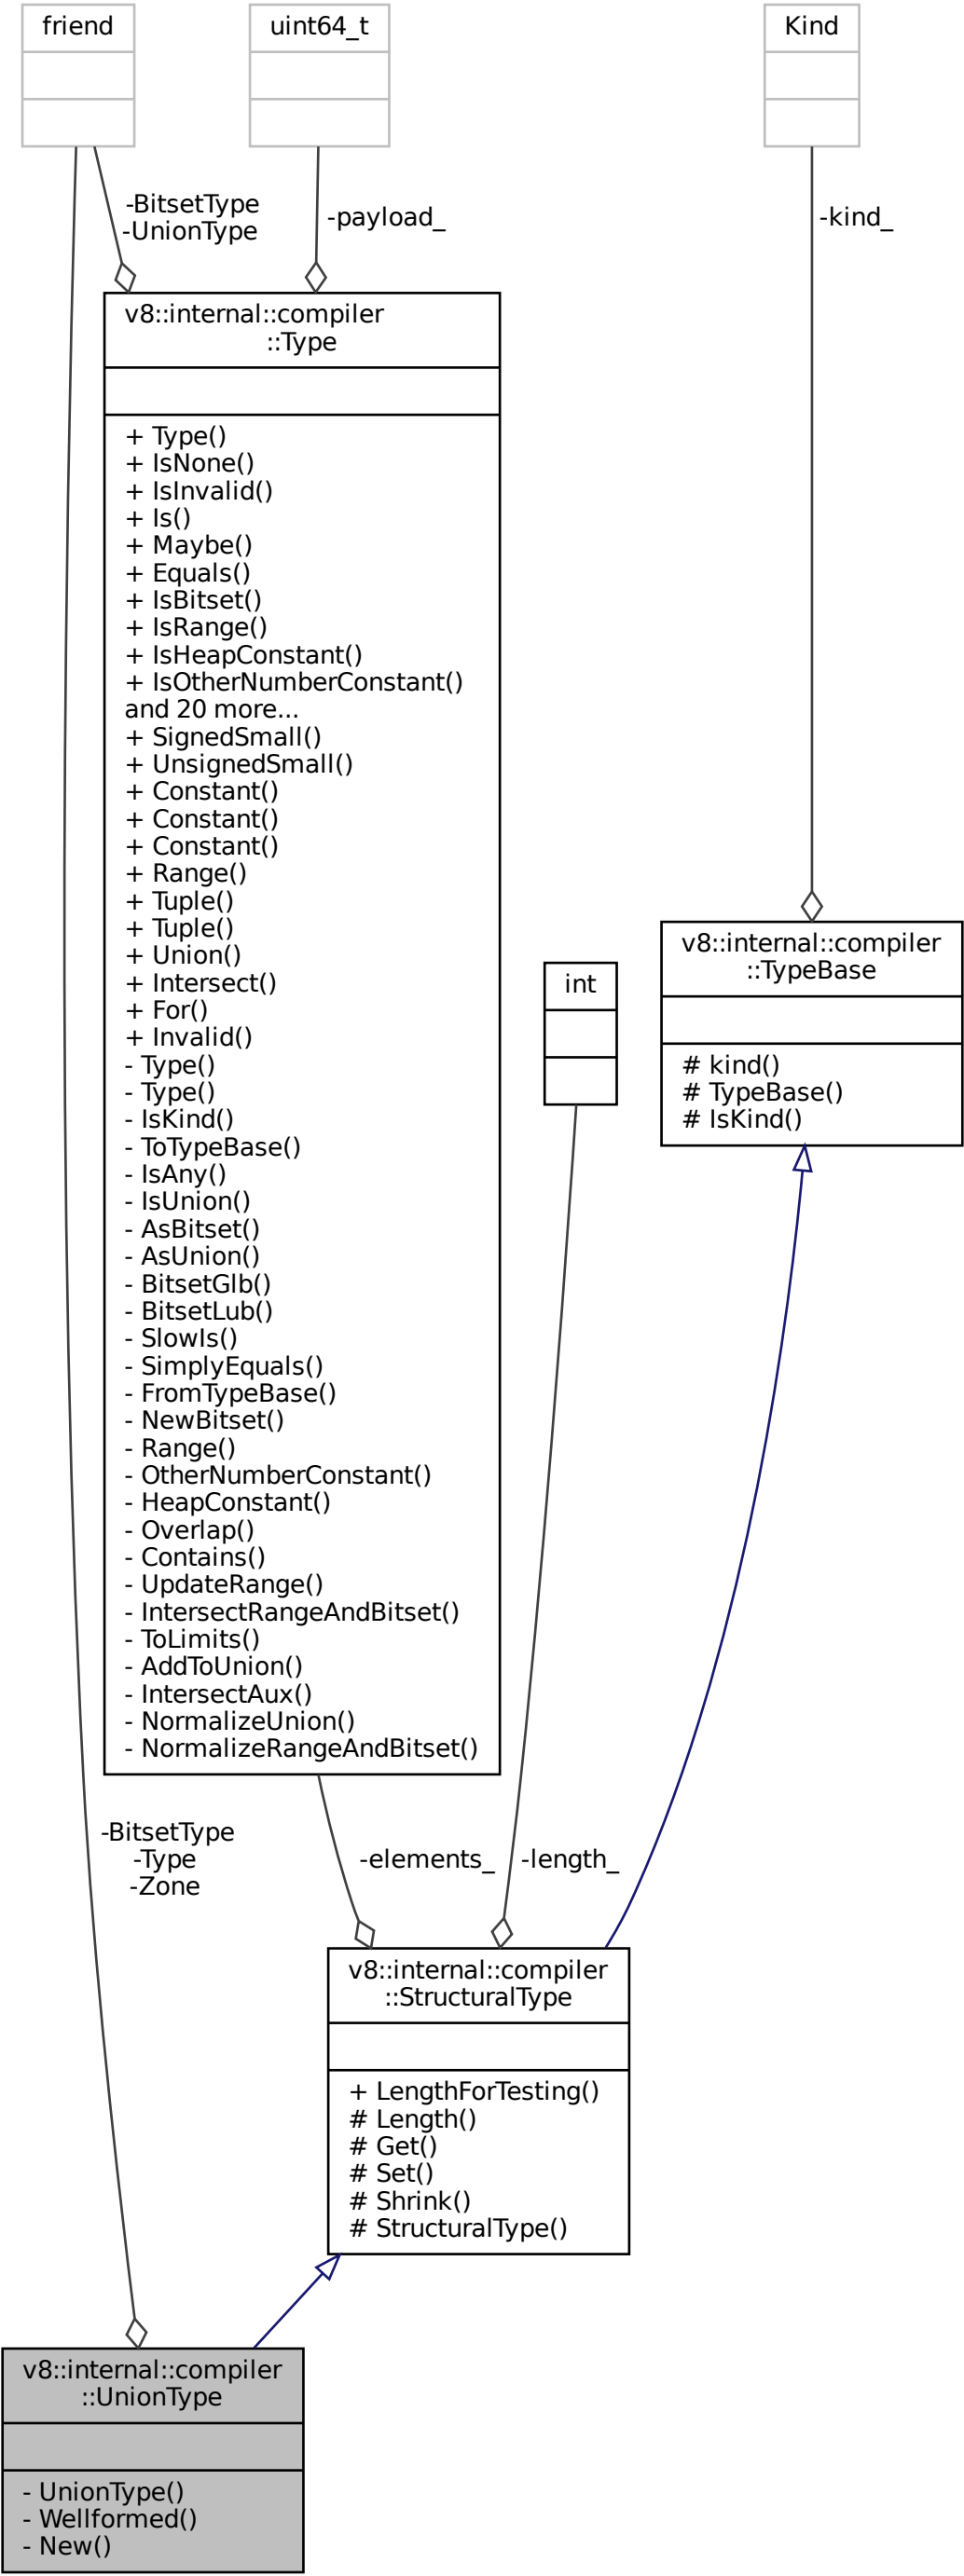 friend
uint64_t
Kind
-BitsetType
-UnionType
-payload_
-kind_
v8::internal::compiler
::Type
+ Type()
+ IsNone()
+ IsInvalid()
+ Is()
+ Maybe()
+ Equals()
+ IsBitset()
+ IsRange()
+ IsHeapConstant()
+ IsOtherNumberConstant()
and 20 more...
+ SignedSmall()
+ UnsignedSmall()
+ Constant()
+ Constant()
+ Constant()
+ Range()
+ Tuple()
+ Tuple()
+ Union()
+ Intersect()
+ For()
+ Invalid()
- Type()
- Type()
- IsKind()
- ToTypeBase()
- IsAny()
- IsUnion()
- AsBitset()
- AsUnion()
- BitsetGlb()
- BitsetLub()
- SlowIs()
- SimplyEquals()
- FromTypeBase()
- NewBitset()
- Range()
- OtherNumberConstant()
- HeapConstant()
- Overlap()
- Contains()
- UpdateRange()
- IntersectRangeAndBitset()
- ToLimits()
- AddToUnion()
- IntersectAux()
- NormalizeUnion()
- NormalizeRangeAndBitset()
int
v8::internal::compiler
::TypeBase
# kind()
# TypeBase()
# IsKind()
-BitsetType
-Type
-Zone
-elements_
-length_
v8::internal::compiler
::StructuralType
+ LengthForTesting()
# Length()
# Get()
# Set()
# Shrink()
# StructuralType()
v8::internal::compiler
::UnionType
- UnionType()
- Wellformed()
- New()